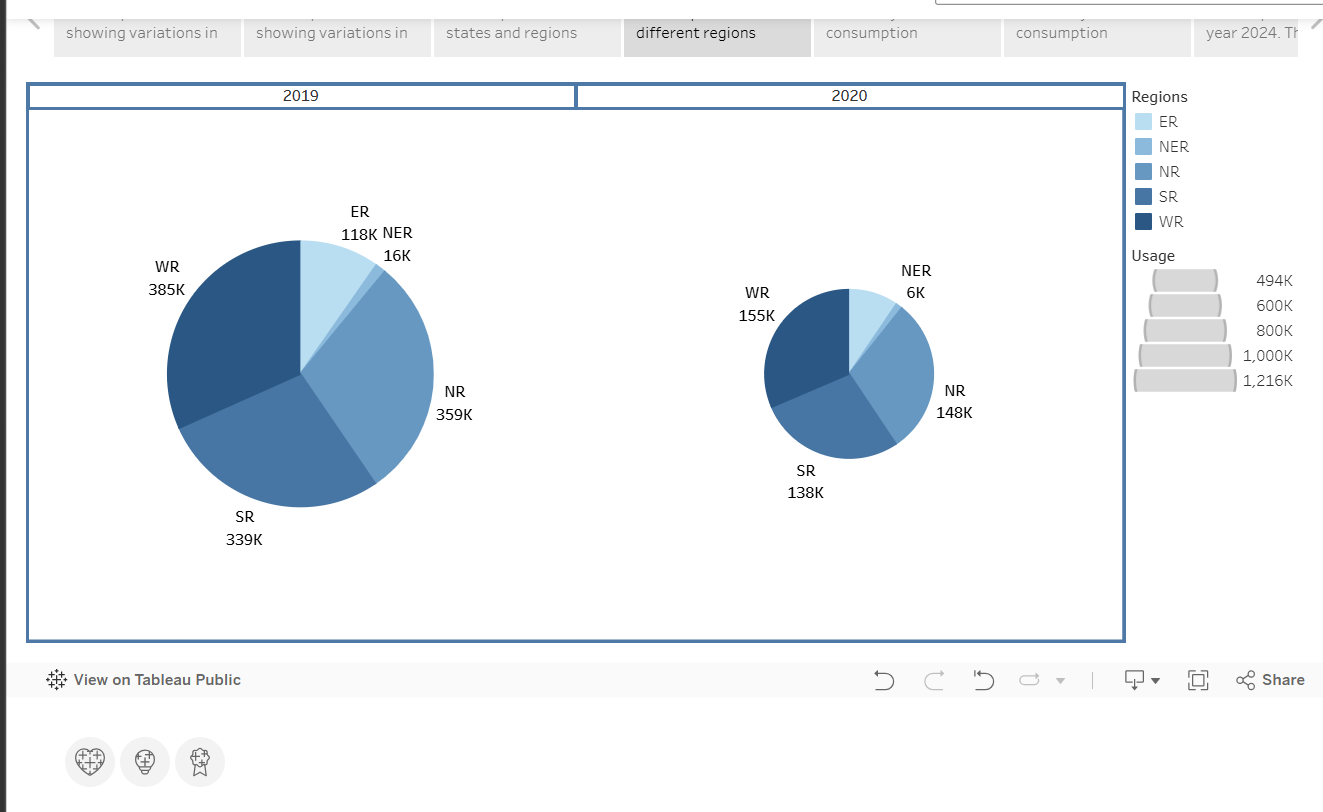 showing variations in
showing variations in
states and regions
different regions
consumption
consumption
year 2024. Th
2019
2020
ER
118K
NER
16K
WR
385K
NR
359K
SR
339K
NER
6K
WR
155K
NR
148K
SR
138K
Regions
ER
NER
NR
SR
WR
Usage
494K
600K
800K
1,000K
1,216K
View on Tableau Public
Share